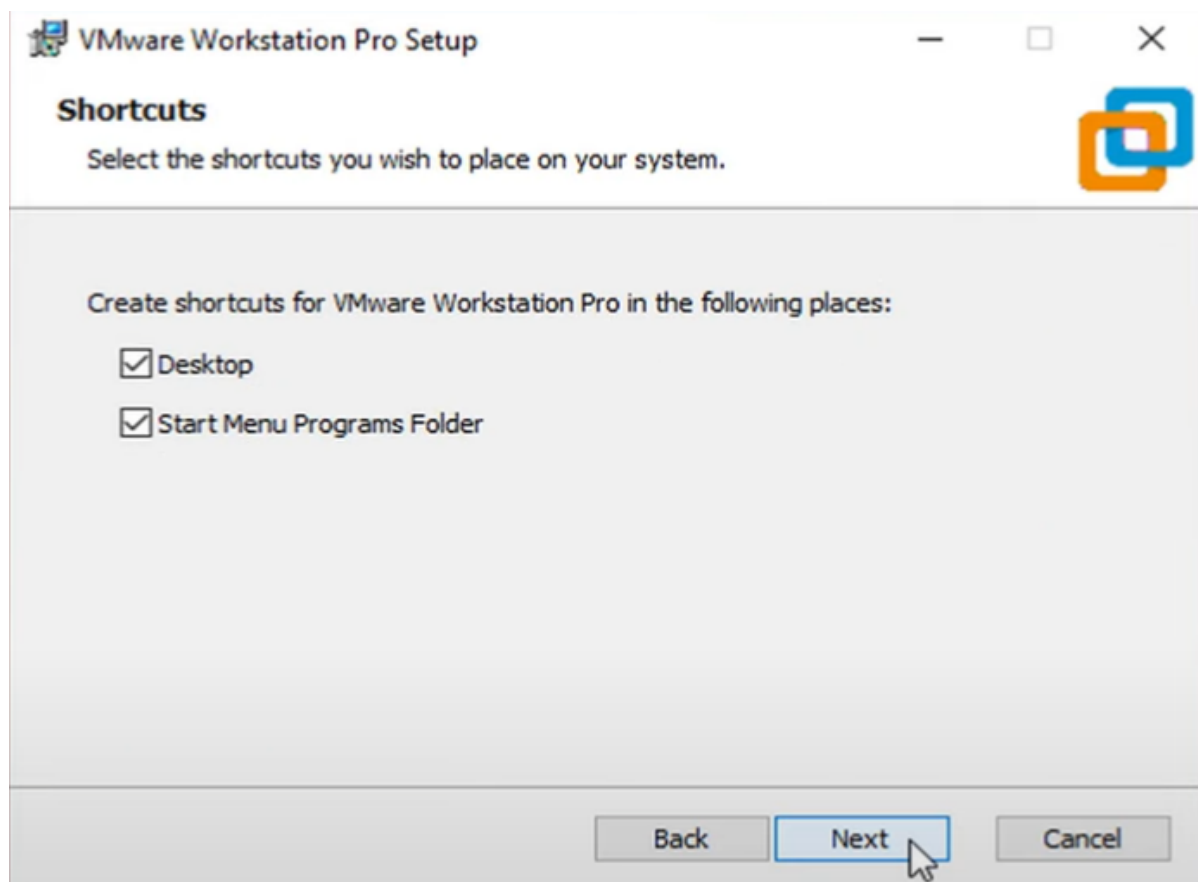 VMware Workstation Pro Setup
Shortcuts
Select the shortcuts you wish to place on your system.
Create shortcuts for VMware Workstation Pro in the following places:
Desktop
Start Menu Programs Folder
Back
Next
Cancel